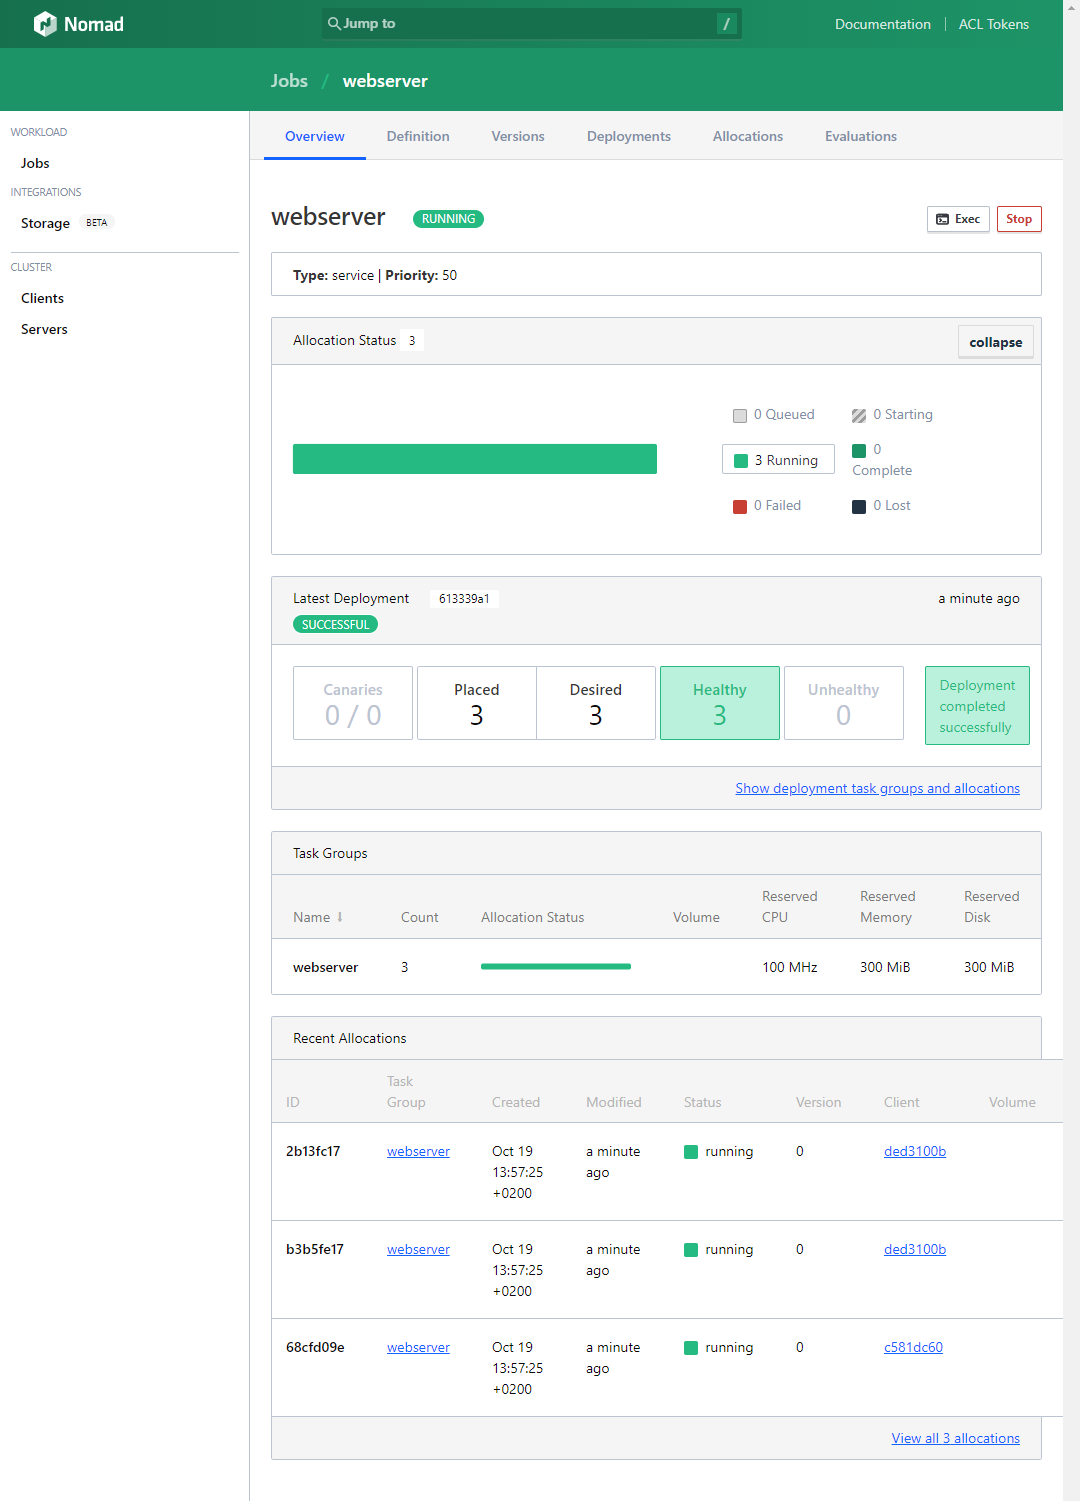 Nomad
Jump to
/
Documentation
ACL Tokens
Jobs / webserver
WORKLOAD
Jobs
INTEGRATIONS
Storage BETA
CLUSTER
Clients
Servers
Overview Definition Versions Deployments Allocations Evaluations
webserver RUNNING
Exec Stop
Type: service | Priority: 50
Allocation Status 3
collapse
0 Queued
0 Starting
3 Running
0
Complete
0 Failed
0 Lost
Latest Deployment 613339a1
a minute ago
SUCCESSFUL
Canaries
0 / 0
Placed
3
Desired
3
Healthy
3
Unhealthy
0
Deployment
completed
successfully
Show deployment task groups and allocations
Task Groups
Name Count Allocation Status Volume
Reserved
CPU
Reserved
Memory
Reserved
Disk
webserver 3 100 MHz 300 MiB 300 MiB
Recent Allocations
ID
Task
Group
Created Modified Status Version Client Volume
2b13fc17
webserver
Oct 19
13:57:25
+0200
a minute
ago
running
0
ded3100b
b3b5fe17
webserver
Oct 19
13:57:25
+0200
a minute
ago
running
0
ded3100b
68cfd09e
webserver
Oct 19
13:57:25
+0200
a minute
ago
running
0
c581dc60
View all 3 allocations